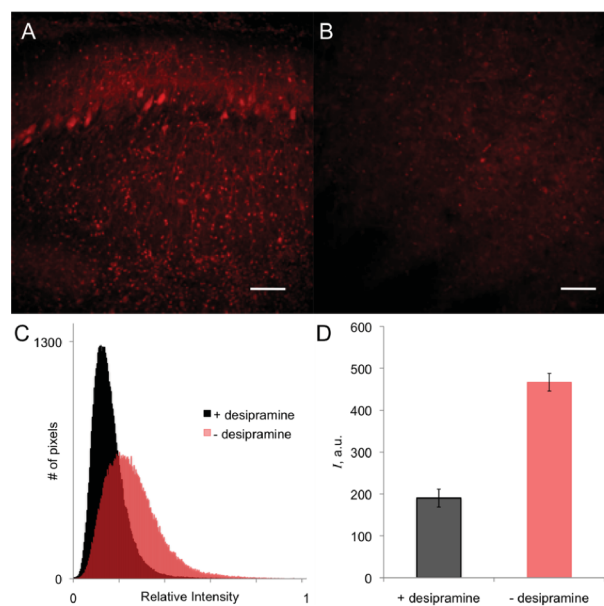 A
B
C
1300
# of pixels
+ desipramine
- desipramine
0
0
Relative Intensity
1
D
600
500
400
300
200
100
0
I, a.u.
+ desipramine
- desipramine